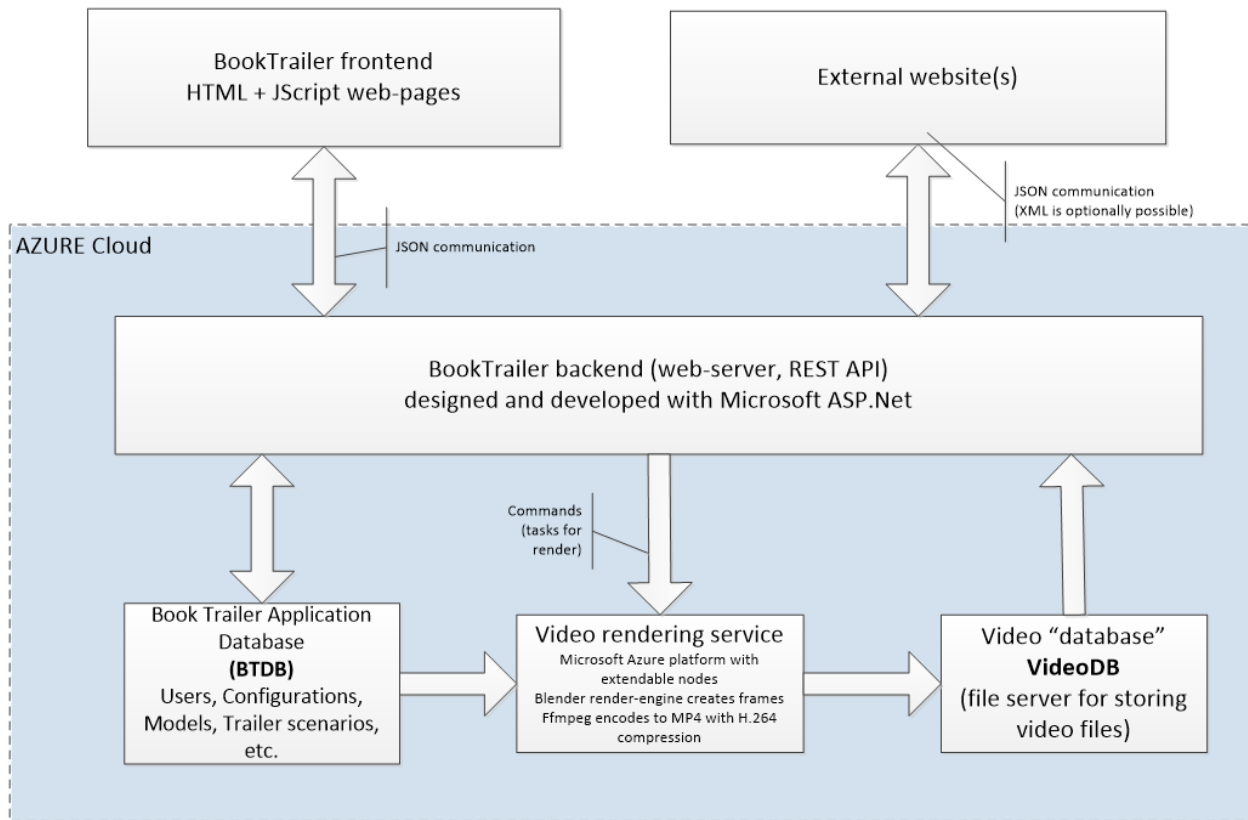 BookTrailer frontend
HTML + JScript web-pages
External website(s)
JSON communication
(XML is optionally possible)
AZURE Cloud
JSON communication
BookTrailer backend (web-server, REST API)
designed and developed with Microsoft ASP.Net
Commands
(tasks for
render)
Book Trailer Application
Database
(BTDB)
Users, Configurations,
Models, Trailer scenarios,
etc.
Video rendering service
Microsoft Azure platform with
extendable nodes
Blender render-engine creates frames
Ffmpeg encodes to MP4 with H.264
compression
Video “database”
VideoDB
(file server for storing
video files)